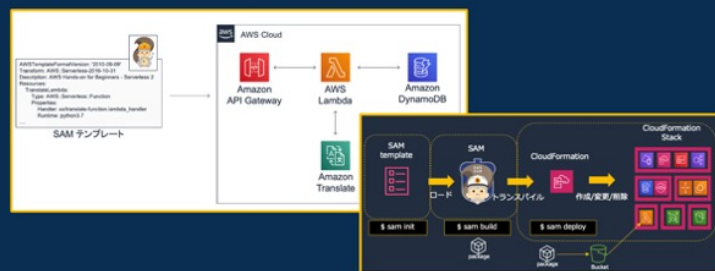 AWSTemplateFormatVersion: '2010-09-09'
Transform: AWS::Serverless-2016-10-31
Description: AWS Hands-on for Beginners - Serverless 2
Resources:
TranslateLambda:
Type: AWS::Serverless::Function
Properties:
Handler: translate-function.lambda_handler
Runtime: python3.7
SAM テンプレート
aws
AWS Cloud
Amazon
API Gateway
AWS
Lambda
Amazon
DynamoDB
Amazon
Translate
SAM
template
SAM
CloudFormation
CloudFormation
Stack
ロード
トランスパイル
作成/変更/削除
$ sam init
$ sam build
$ sam deploy
package
package
Bucket